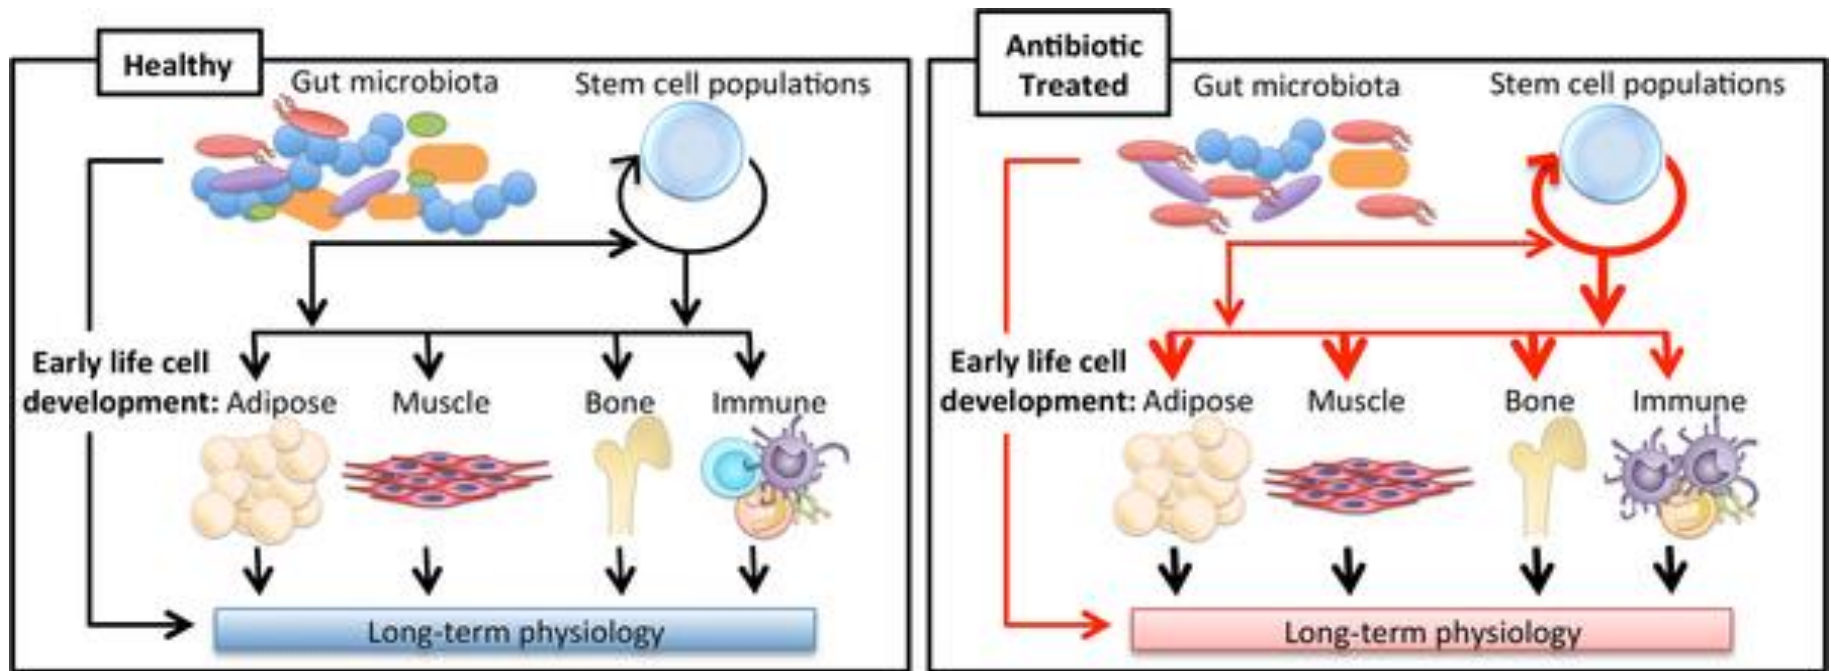 Healthy
Gut microbiota
Stem cell populations
Early life cell
development:
Adipose
Muscle
Bone
Immune
Long-term physiology
Antibiotic
Treated
Gut microbiota
Stem cell populations
Early life cell
development:
Adipose
Muscle
Bone
Immune
Long-term physiology